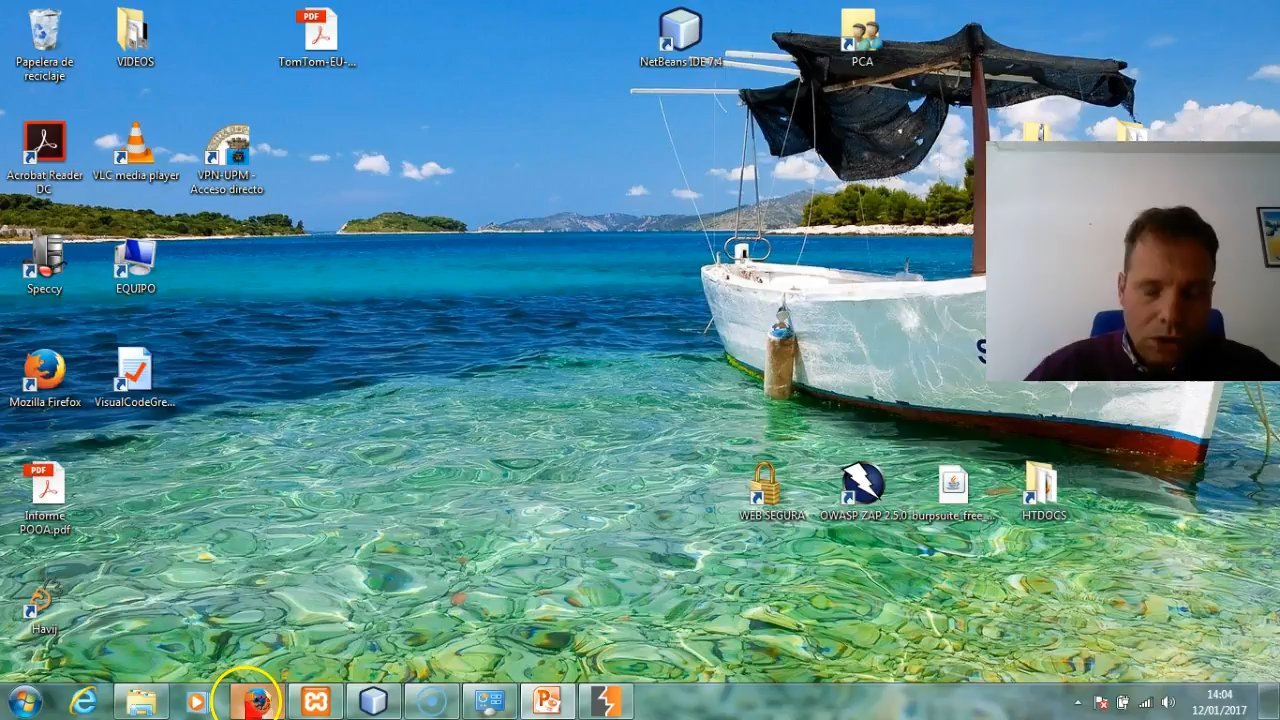 PDF
Papelera de
reciclaje
VIDEOS
TomTom-EU-...
NetBeans IDE 7.4
PCA
Acrobat Reader
DC
VLC media player
VPN-UPM -
Acceso directo
Speccy
EQUIPO
S
Mozilla Firefox
VisualCodeGre...
PDF
Informe
POOA.pdf
WEB SEGURA
OWASP ZAP 2.5.0
burpsuite_free_...
HTDOCS
Havij
14:04
12/01/2017